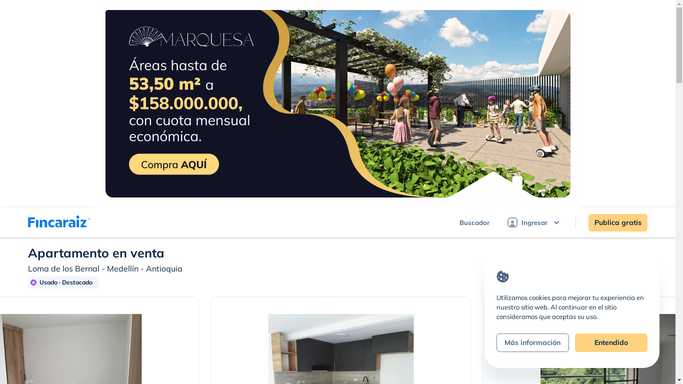 MARQUESA
Áreas hasta de
53,50 m² a
$158.000.000,
con cuota mensual
económica.
Compra AQUÍ
Fincaraiz
Buscador
Ingresar
Publica gratis
Apartamento en venta
Loma de los Bernal - Medellín - Antioquia
Usado - Destacado
Utilizamos cookies para mejorar tu experiencia en
nuestro sitio web. Al continuar en el sitio
consideramos que aceptas su uso.
Más información
Entendido